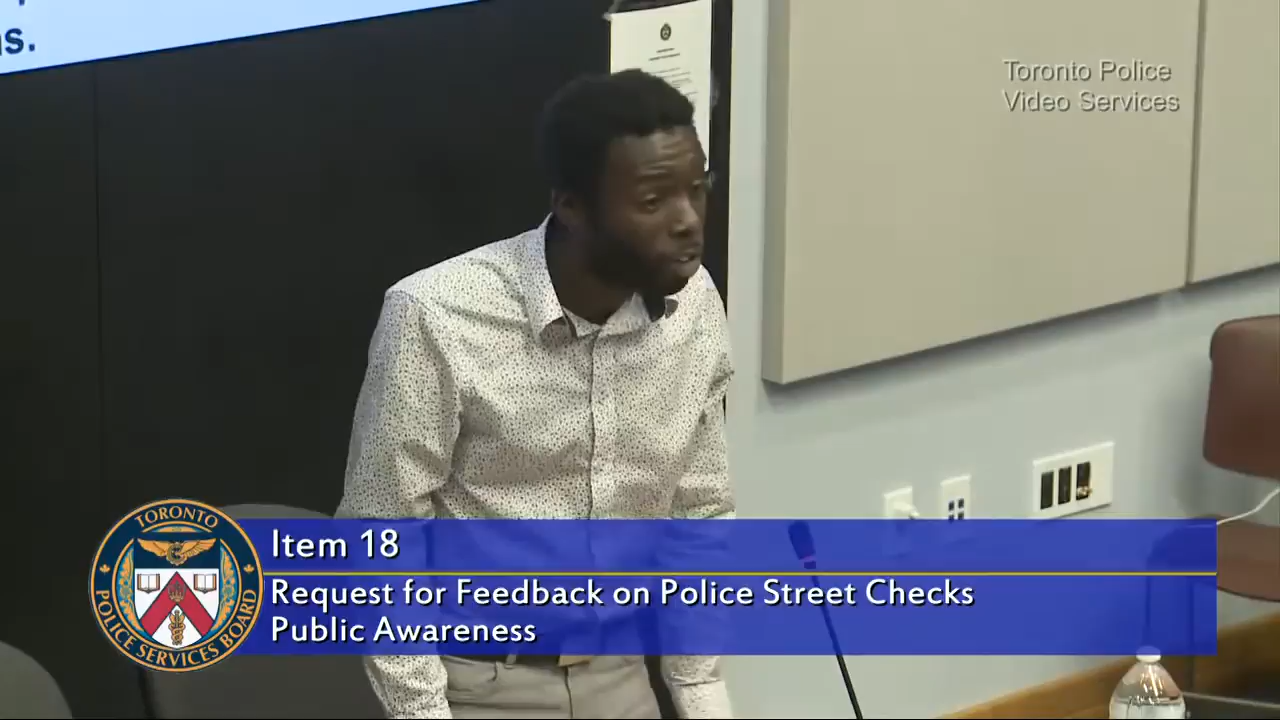 s.
Toronto Police
Video Services
Item 18
Request for Feedback on Police Street Checks
Public Awareness
TORONTO
POLICE SERVICES BOARD